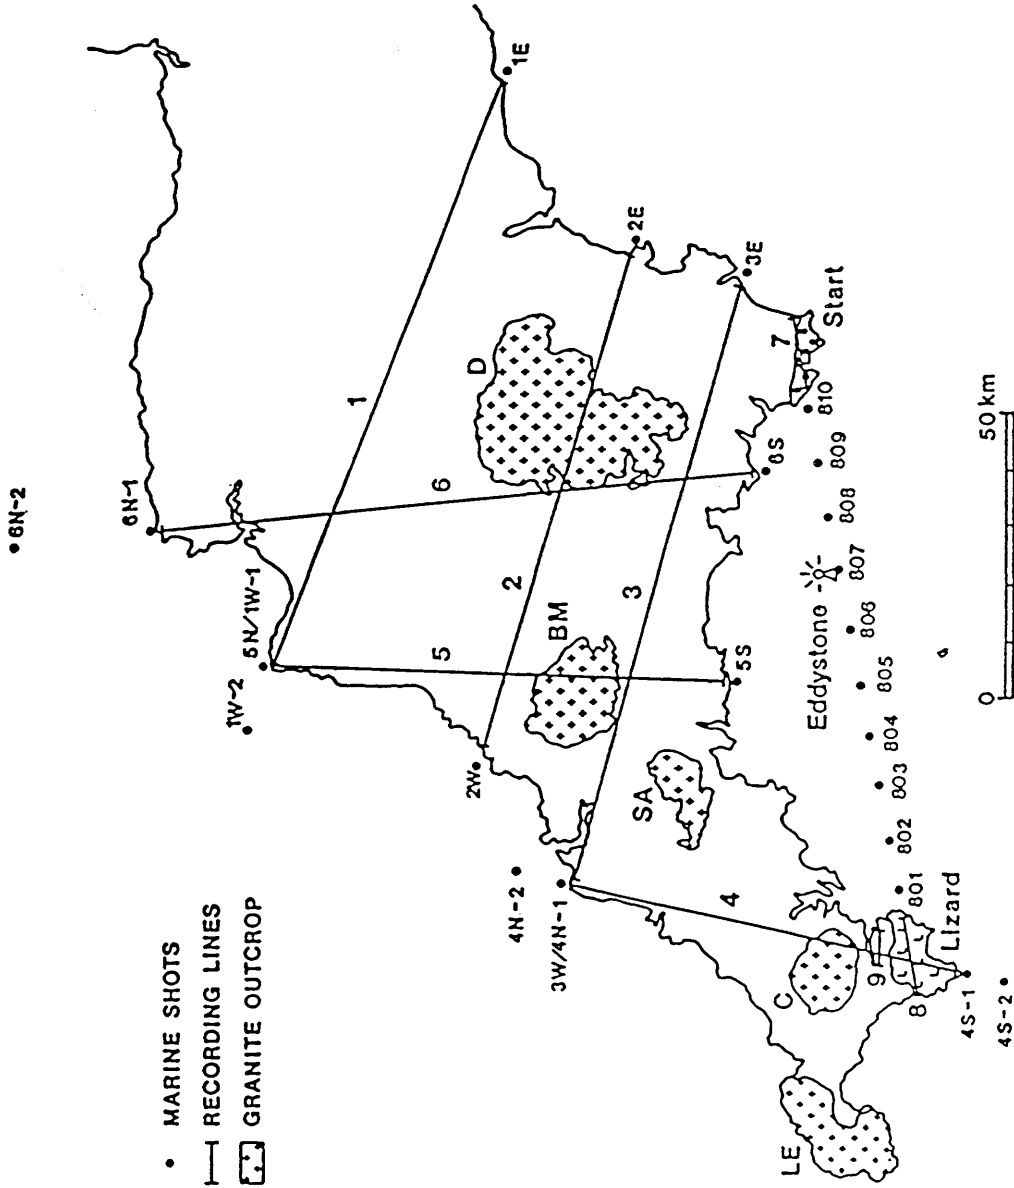 • MARINE SHOTS
RECORDING LINES
GRANITE OUTCROP
6N-2
6N-1
1W-2
5N/1W-1
1
1E
6
D
2W
5
2
BM
2E
4N-2
3W/4N-1
3
3E
SA
4
5S
6S
7
Start
LE
C
9
8
Lizard
4S-1
4S-2
801
802
803
804
805
806
807
808
809
810
Eddystone
0
50 km